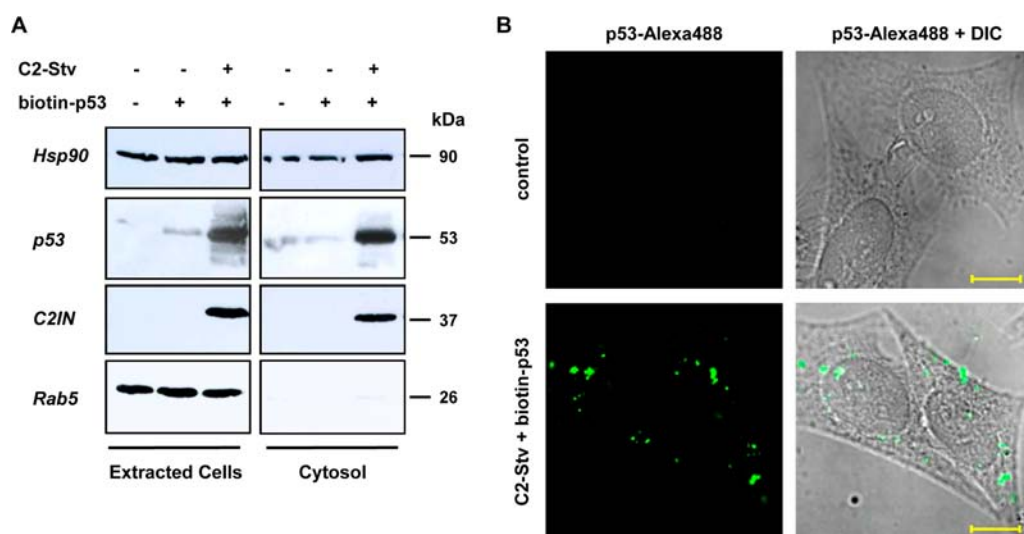 A
C2-Stv - - + - - +
biotin-p53 - + + - + +
kDa
Hsp90 90
p53 53
C2IN 37
Rab5 26
Extracted Cells Cytosol
B
p53-Alexa488 p53-Alexa488 + DIC
control
C2-Stv + biotin-p53